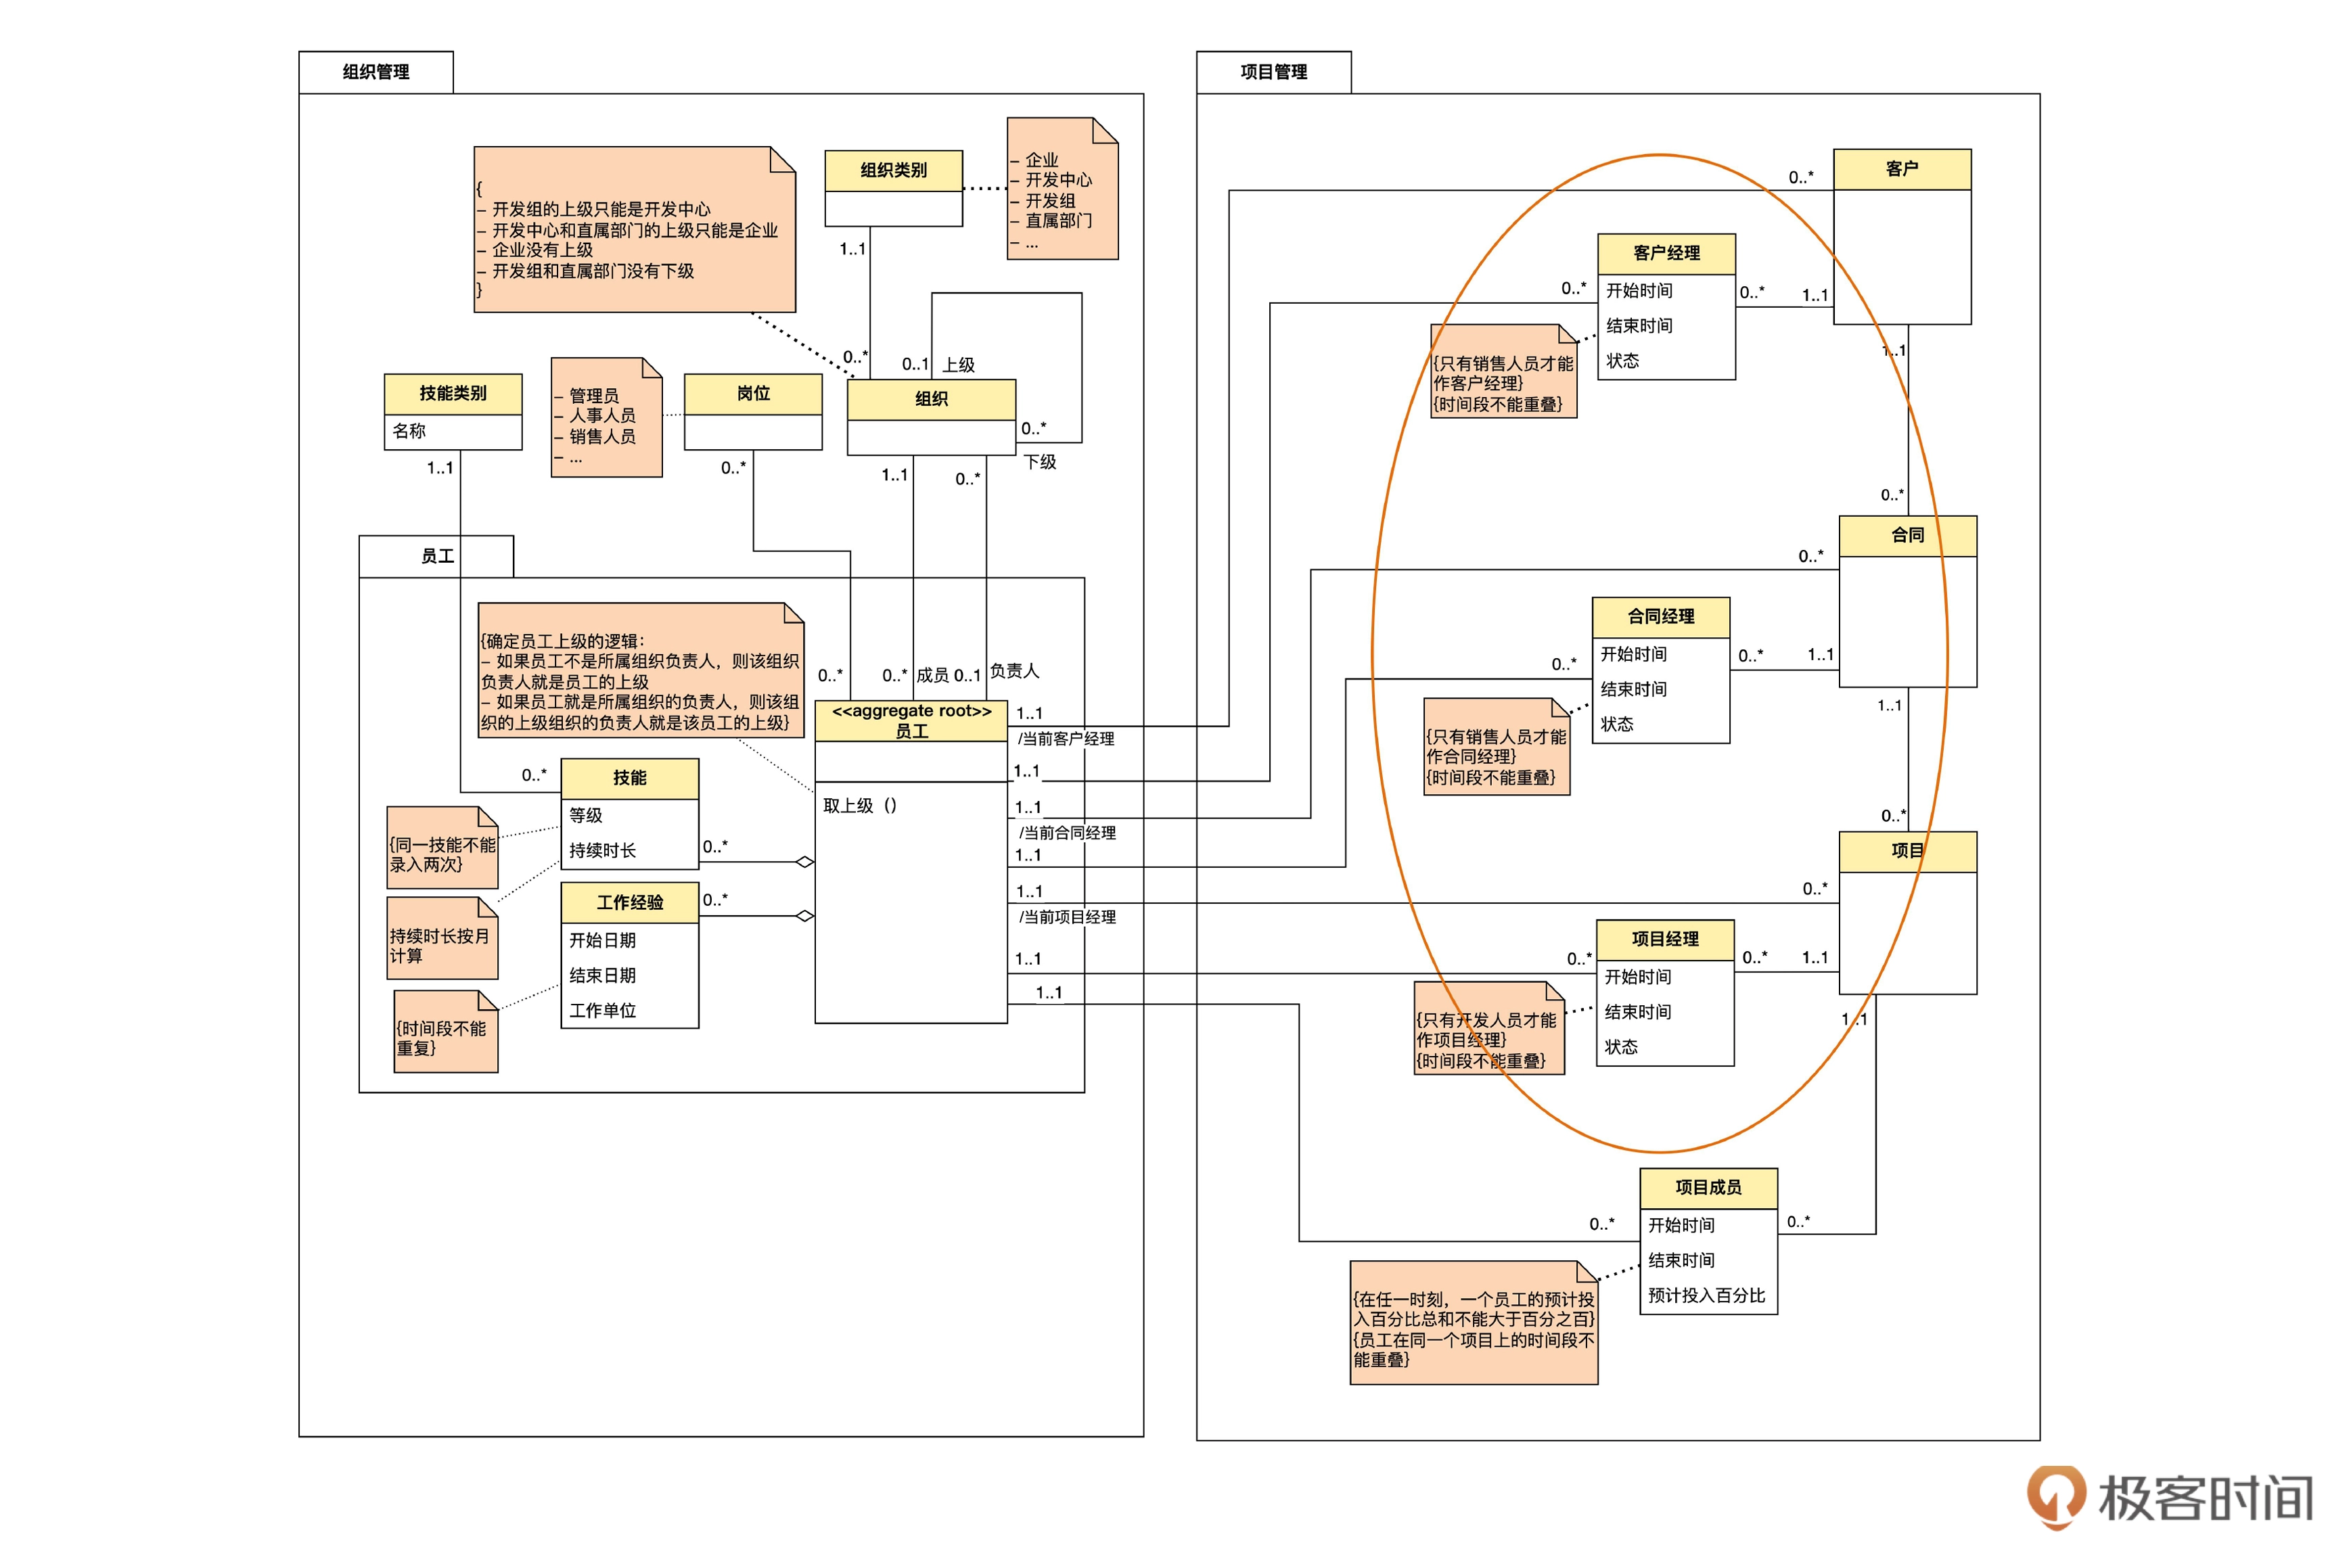 组织管理
{
– 开发组的上级只能是开发中心
– 开发中心和直属部门的上级只能是企业
– 企业没有上级
– 开发组和直属部门没有下级
}
组织类别
– 企业
– 开发中心
– 开发组
– 直属部门
– ...
1..1
0..*
0..1
上级
技能类别
名称
1..1
– 管理员
– 人事人员
– 销售人员
– ...
岗位
0..*
组织
0..*
下级
1..1
0..*
员工
{确定员工上级的逻辑：
– 如果员工不是所属组织负责人，则该组织
负责人就是员工的上级
– 如果员工就是所属组织的负责人，则该组
织的上级组织的负责人就是该员工的上级}
0..*
0..*
成员
0..1
负责人
<<aggregate root>>
员工
取上级（）
0..*
技能
等级
持续时长
0..*
{同一技能不能
录入两次}
持续时长按月
计算
工作经验
开始日期
结束日期
工作单位
0..*
{时间段不能
重复}
1..1
/当前客户经理
1..1
1..1
/当前合同经理
1..1
1..1
/当前项目经理
1..1
1..1
项目管理
0..*
客户
客户经理
开始时间
结束时间
状态
0..*
0..*
1..1
{只有销售人员才能
作客户经理}
{时间段不能重叠}
1..1
0..*
合同
0..*
合同经理
开始时间
结束时间
状态
0..*
0..*
1..1
{只有销售人员才能
作合同经理}
{时间段不能重叠}
1..1
0..*
项目
0..*
项目经理
开始时间
结束时间
状态
0..*
0..*
1..1
{只有开发人员才能
作项目经理}
{时间段不能重叠}
1..1
项目成员
开始时间
结束时间
预计投入百分比
0..*
0..*
{在任一时刻，一个员工的预计投
入百分比总和不能大于百分之百}
{员工在同一个项目上的时间段不
能重叠}
极客时间